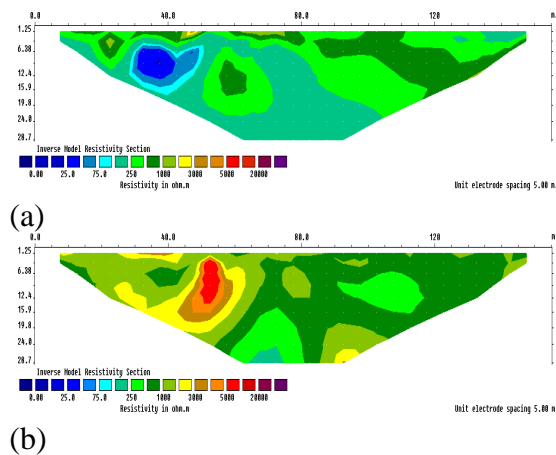 0.0 40.0 80.0 120 m
1.25
6.38
12.4
15.9
19.8
24.0
28.7
Inverse Model Resistivity Section
0.00 25.0 75.0 250 1000 3000 5000 20000
Resistivity in ohm.m Unit electrode spacing 5.00 m
(a)
0.0 40.0 80.0 120 m
1.25
6.38
12.4
15.9
19.8
24.0
28.7
Inverse Model Resistivity Section
0.00 25.0 75.0 250 1000 3000 5000 20000
Resistivity in ohm.m Unit electrode spacing 5.00 m
(b)